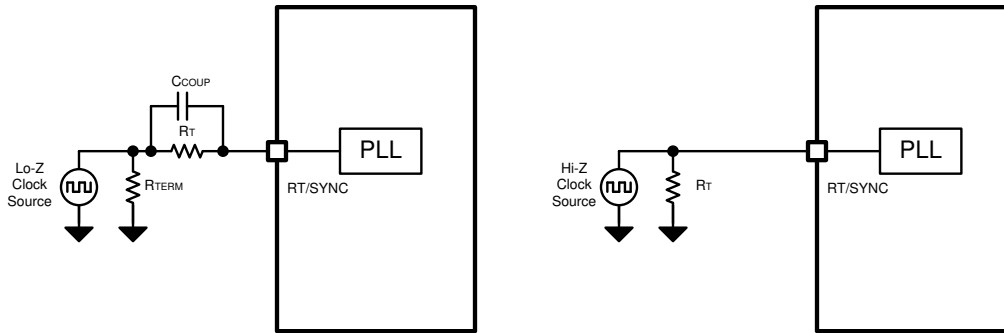 CCOUP
RT
Lo-Z
Clock
Source
RTERM
RT/SYNC
PLL
Hi-Z
Clock
Source
RT
RT/SYNC
PLL